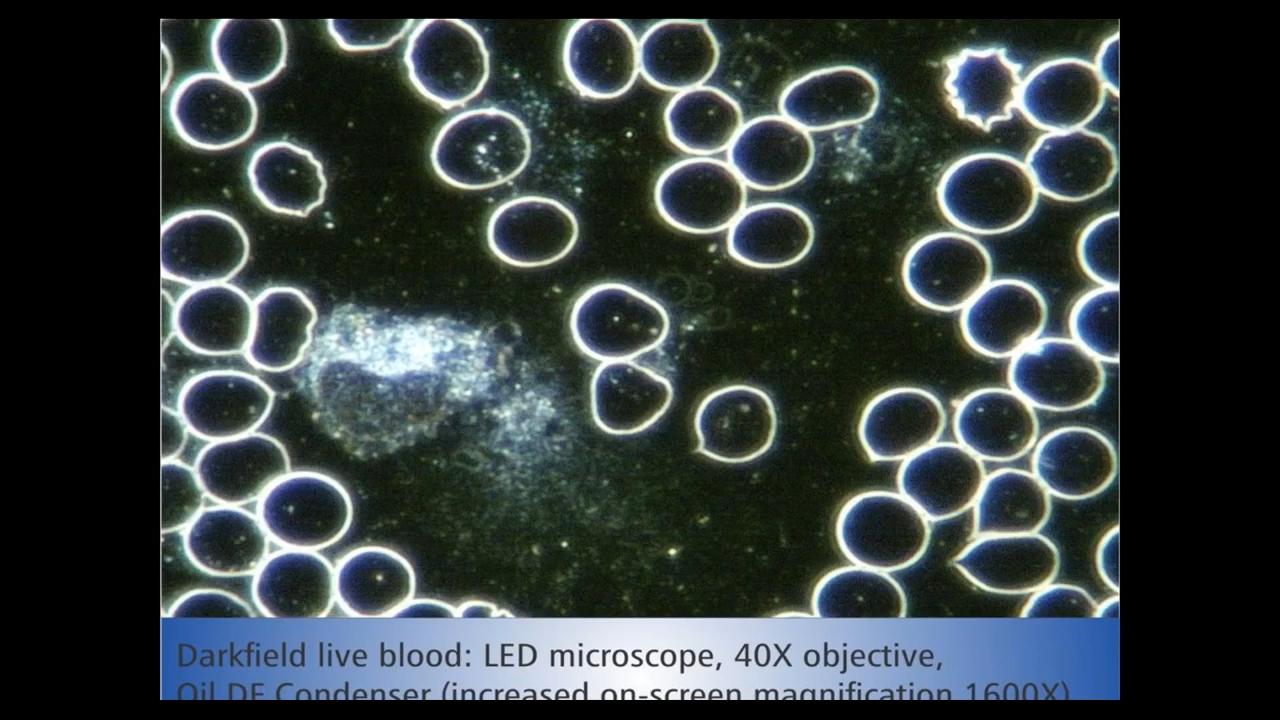 Darkfield live blood: LED microscope, 40X objective,
Oil DF Condenser (increased on-screen magnification 1600X)